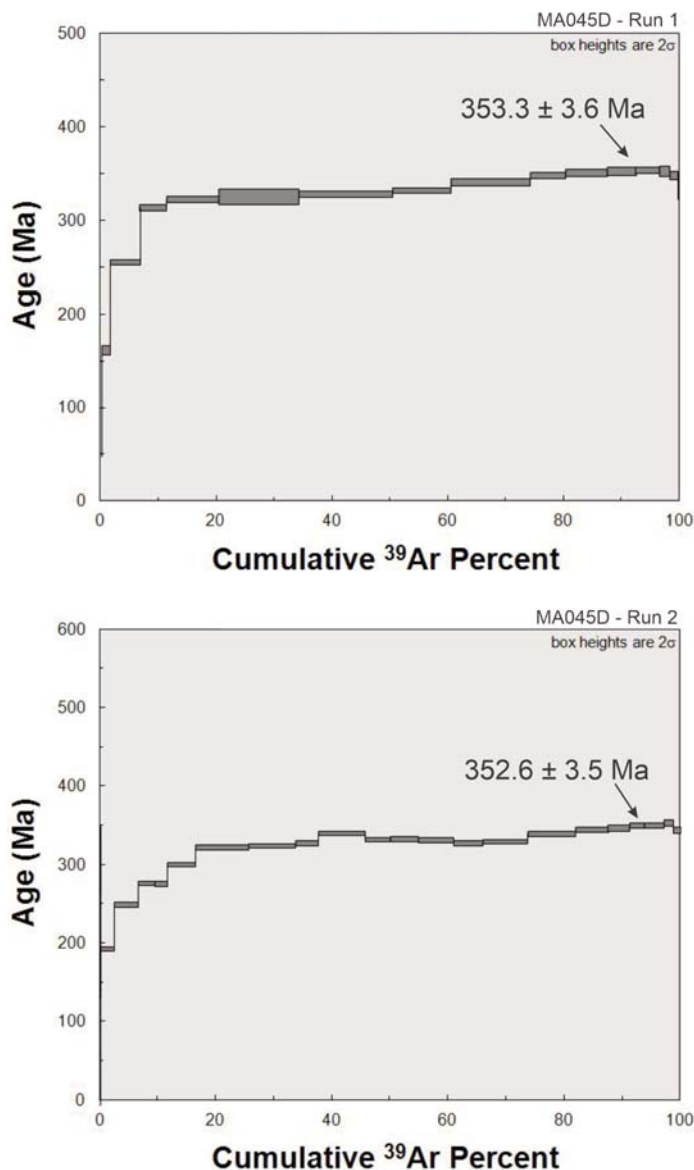 MA045D - Run 1
box heights are 2σ
500
400
300
200
100
0
353.3 ± 3.6 Ma
Age (Ma)
0 20 40 60 80 100
Cumulative ³⁹Ar Percent
MA045D - Run 2
box heights are 2σ
600
500
400
300
200
100
0
352.6 ± 3.5 Ma
Age (Ma)
0 20 40 60 80 100
Cumulative ³⁹Ar Percent